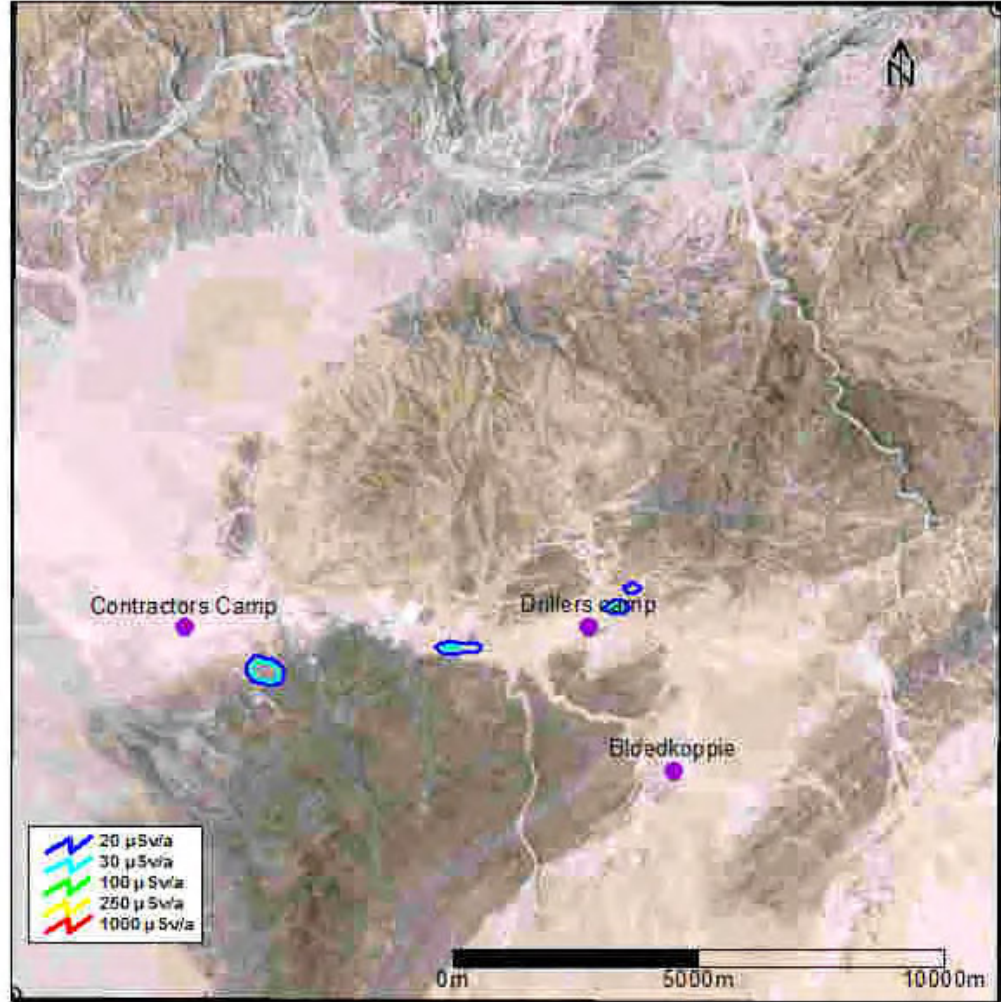 N
Contractors Camp
Drillers camp
Bloedkoppie
20 µSv/a
30 µSv/a
100 µSv/a
250 µSv/a
1000 µSv/a
0m 5000m 10000m